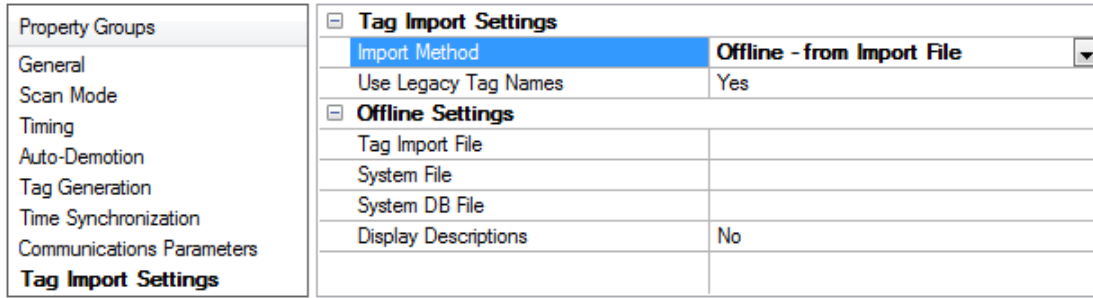 Property Groups
General
Scan Mode
Timing
Auto-Demotion
Tag Generation
Time Synchronization
Communications Parameters
Tag Import Settings
Tag Import Settings
Import Method Offline - from Import File
Use Legacy Tag Names Yes
Offline Settings
Tag Import File
System File
System DB File
Display Descriptions No